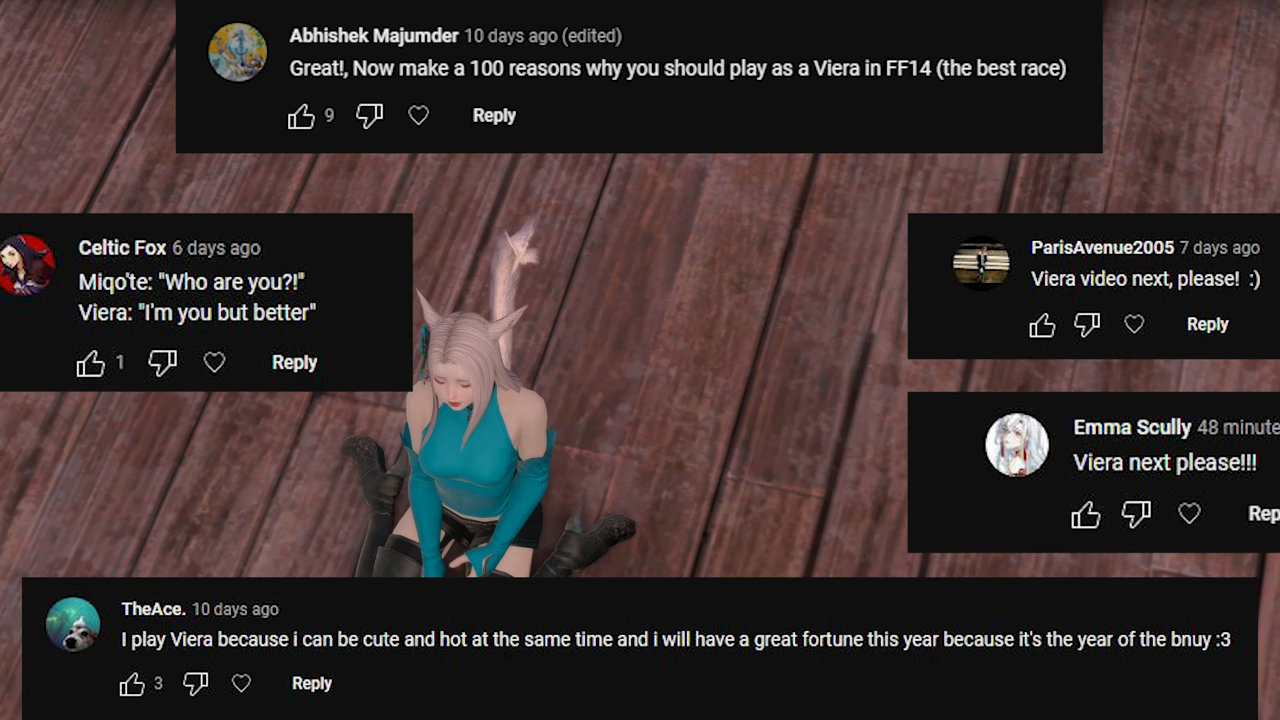 Abhishek Majumder 10 days ago (edited)
Great!, Now make a 100 reasons why you should play as a Viera in FF14 (the best race)
9 Reply
Celtic Fox 6 days ago
Miqo'te: "Who are you?!"
Viera: "I'm you but better"
1 Reply
ParisAvenue2005 7 days ago
Viera video next, please! :)
Reply
Emma Scully 48 minute
Viera next please!!!
Rep
TheAce. 10 days ago
I play Viera because i can be cute and hot at the same time and i will have a great fortune this year because it's the year of the bnuy :3
3 Reply